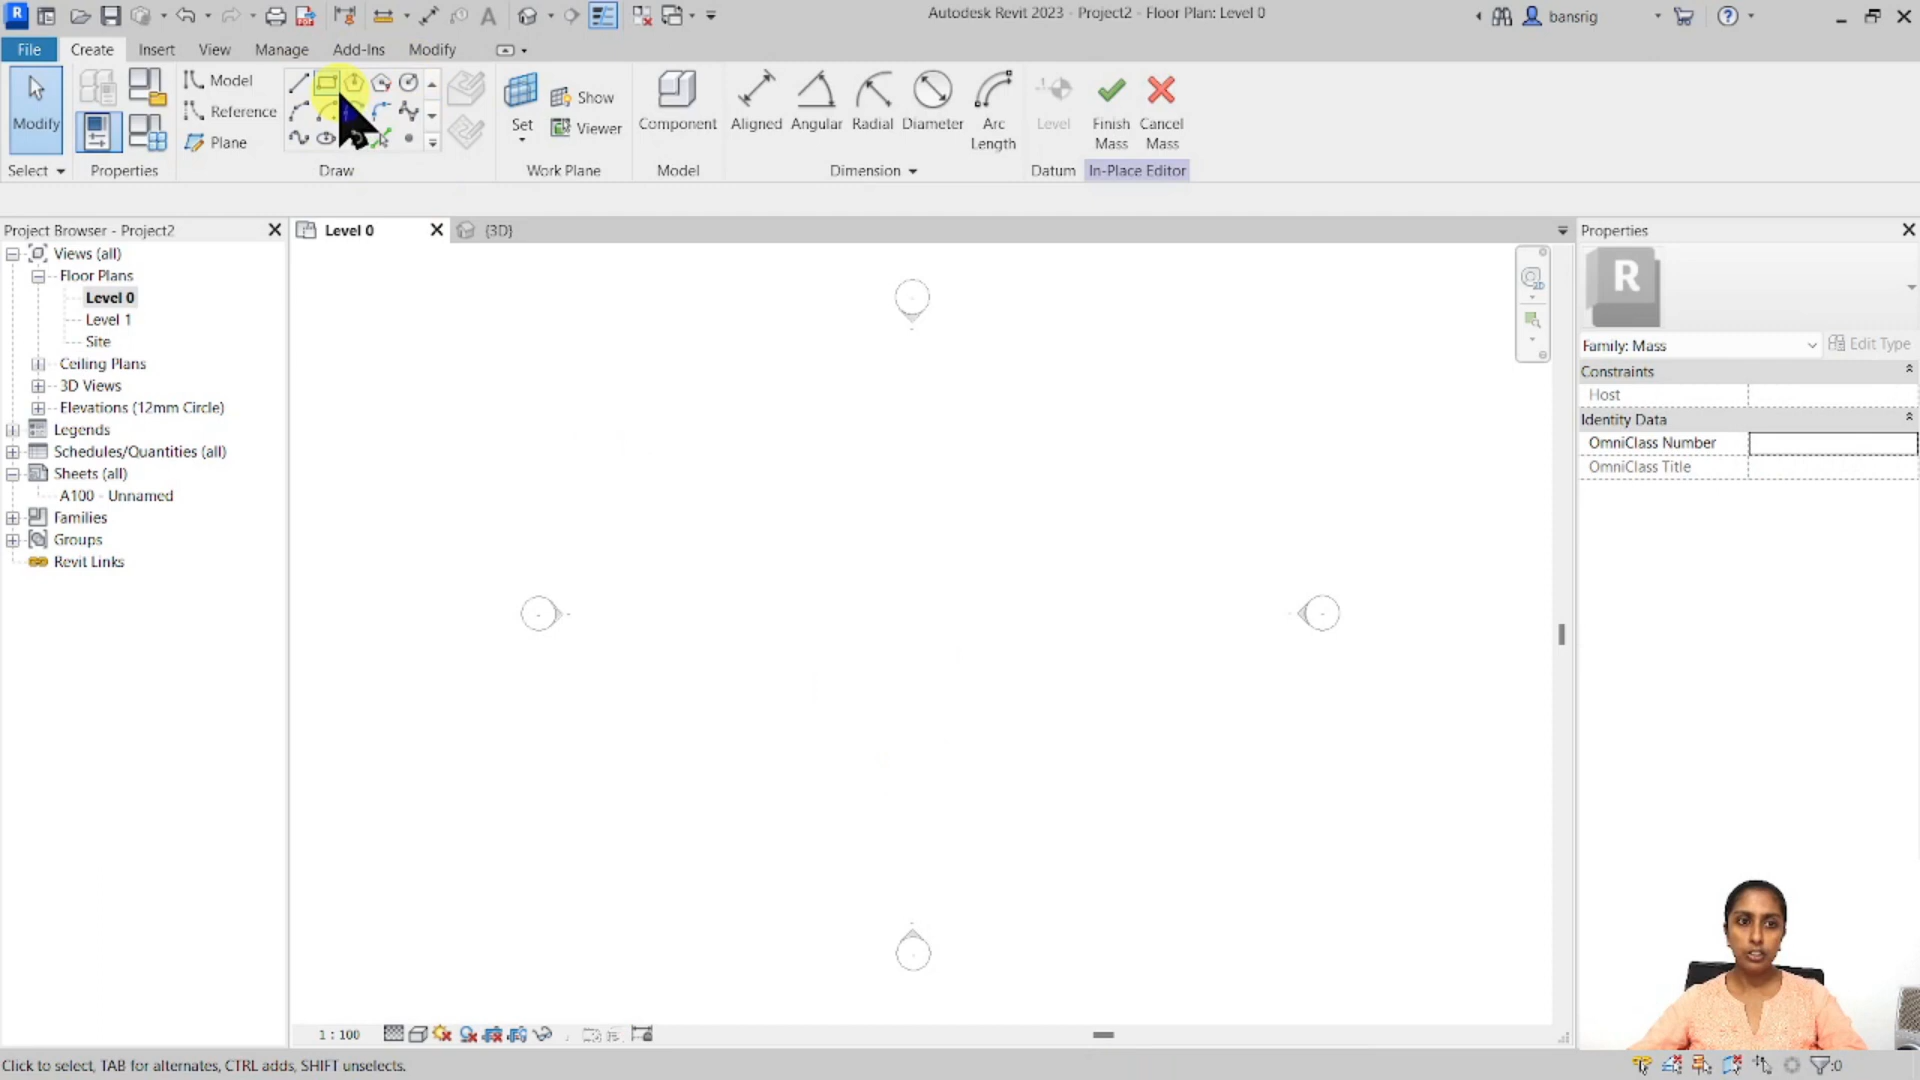 Autodesk Revit 2023 - Project2 - Floor Plan: Level 0
bansrig
File Create Insert View Manage Add-Ins Modify
Modify
Model
Reference
Plane
Set
Show
Viewer
Component
Aligned
Angular
Radial
Diameter
Arc Length
Level
Finish Mass
Cancel Mass
Select
Properties
Draw
Work Plane
Model
Dimension
Datum
In-Place Editor
Project Browser - Project2
Views (all)
Floor Plans
Level 0
Level 1
Site
Ceiling Plans
3D Views
Elevations (12mm Circle)
Legends
Schedules/Quantities (all)
Sheets (all)
A100 - Unnamed
Families
Groups
Revit Links
Level 0
{3D}
Properties
R
Family: Mass
Edit Type
Constraints
Host
Identity Data
OmniClass Number
OmniClass Title
1 : 100
Click to select, TAB for alternates, CTRL adds, SHIFT unselects.
:0